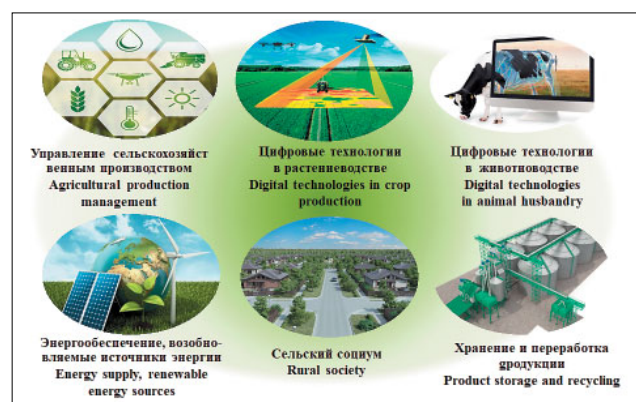 Управление сельскохозяйст
венным производством
Agricultural production
management
Цифровые технологии
в растениеводстве
Digital technologies in crop
production
Цифровые технологии
в животноводстве
Digital technologies
in animal husbandry
Энергообеспечение, возобно-
вляемые источники энергии
Energy supply, renewable
energy sources
Сельский социум
Rural society
Хранение и переработка
gродукции
Product storage and recycling